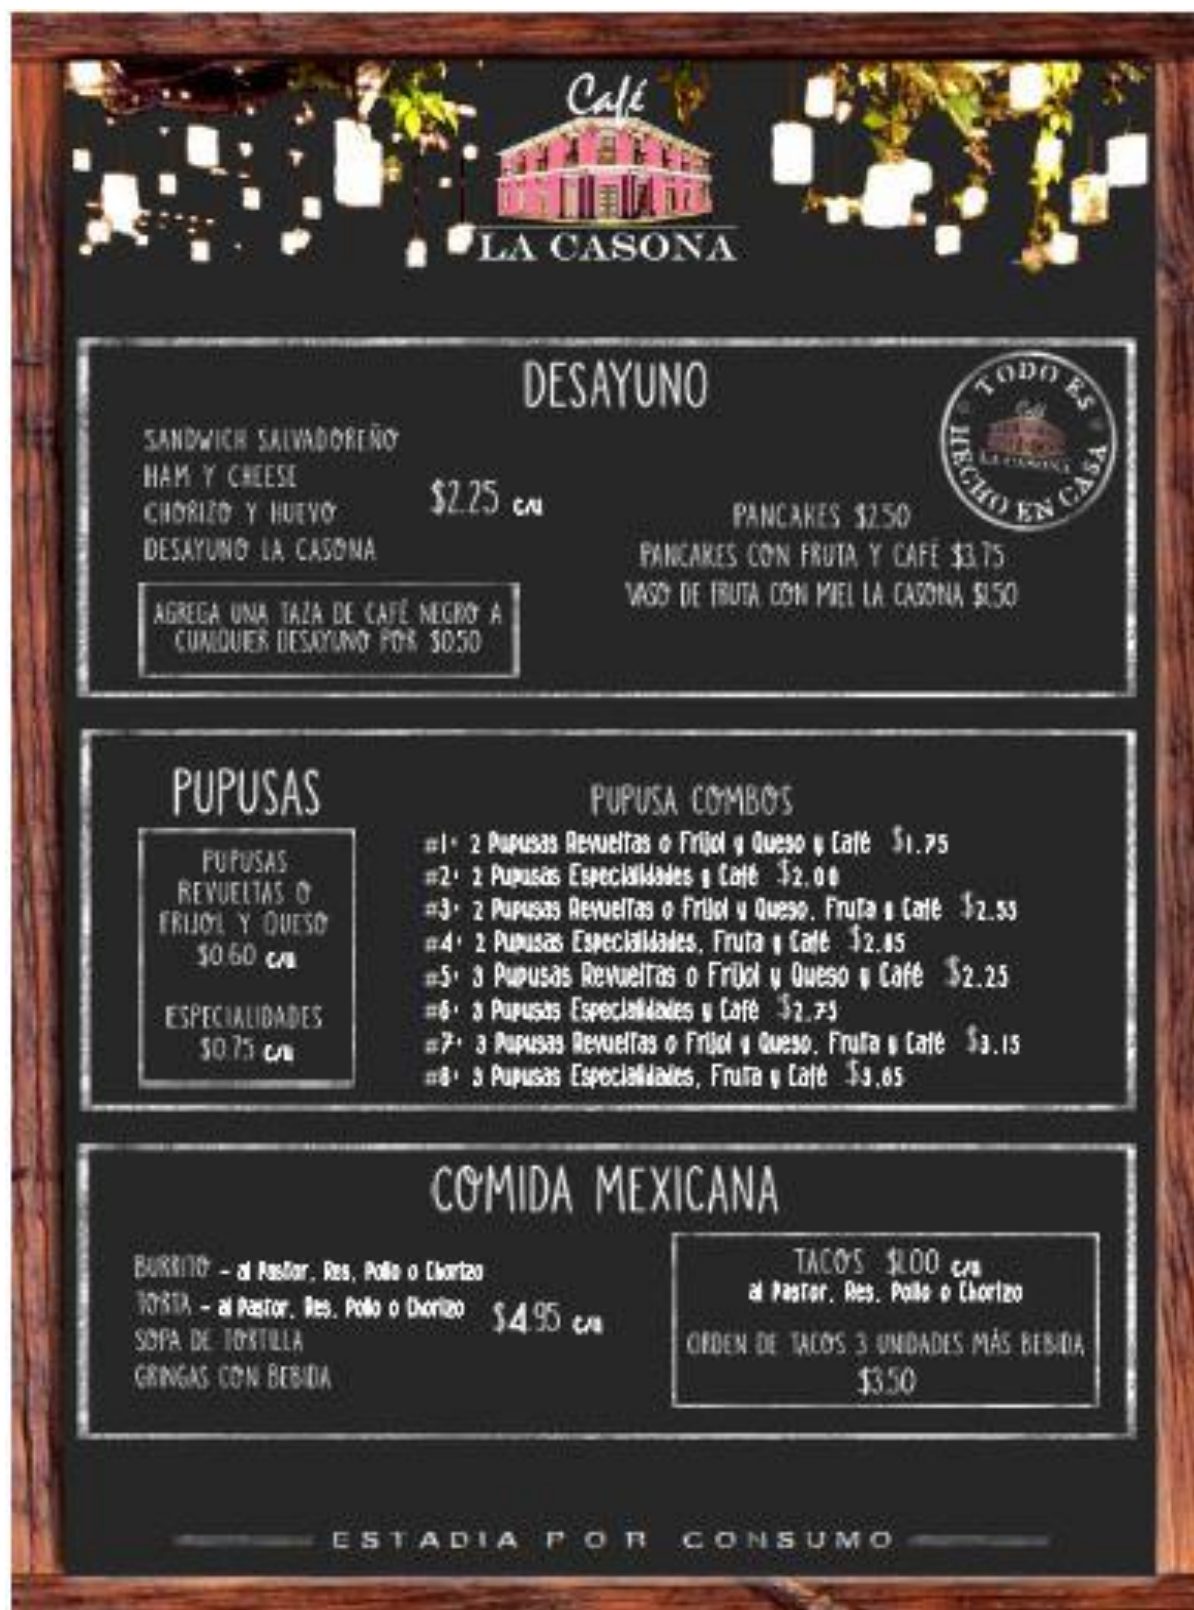 Café
LA CASONA
DESAYUNO
TODO ES
HECHO EN CASA
Café
LA CASONA
SANDWICH SALVADOREÑO
HAM Y CHEESE
CHORIZO Y HUEVO
DESAYUNO LA CASONA
$2.25 c/u
AGREGA UNA TAZA DE CAFÉ NEGRO A
CUALQUIER DESAYUNO POR $0.50
PANCAKES $2.50
PANCAKES CON FRUTA Y CAFÉ $3.75
VASO DE FRUTA CON MIEL LA CASONA $1.50
PUPUSAS
PUPUSAS
REVUELTAS O
FRIJOL Y QUESO
$0.60 c/u
ESPECIALIDADES
$0.75 c/u
PUPUSA COMBOS
#1· 2 Pupusas Revueltas o Frijol y Queso y Café $1.75
#2· 2 Pupusas Especialidades y Café $2.00
#3· 2 Pupusas Revueltas o Frijol y Queso, Fruta y Café $2.55
#4· 2 Pupusas Especialidades, Fruta y Café $2.85
#5· 3 Pupusas Revueltas o Frijol y Queso y Café $2.25
#6· 3 Pupusas Especialidades y Café $2.75
#7· 3 Pupusas Revueltas o Frijol y Queso, Fruta y Café $3.15
#8· 3 Pupusas Especialidades, Fruta y Café $3.65
COMIDA MEXICANA
BURRITO – al Pastor, Res, Pollo o Chorizo
TORTA – al Pastor, Res, Pollo o Chorizo
SOPA DE TORTILLA
GRINGAS CON BEBIDA
$4.95 c/u
TACOS $1.00 c/u
al Pastor, Res, Pollo o Chorizo
ORDEN DE TACOS 3 UNIDADES MÁS BEBIDA
$3.50
ESTADIA POR CONSUMO